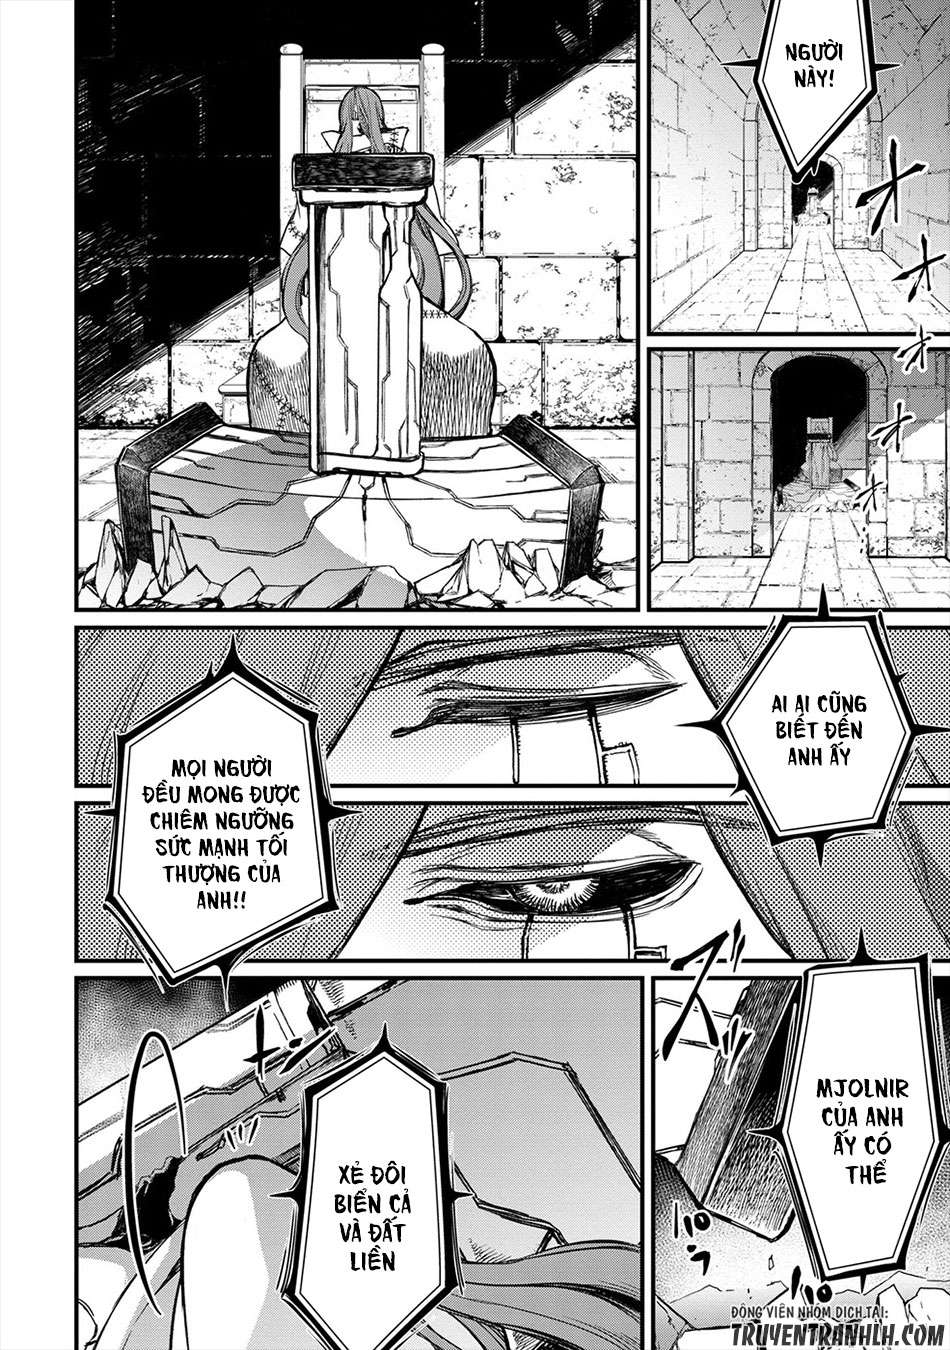 NGƯỜI
NÀY!
AI AI CŨNG
BIẾT ĐẾN
ANH ẤY
MỌI NGƯỜI
ĐỀU MONG ĐƯỢC
CHIÊM NGƯỠNG
SỨC MẠNH TỐI
THƯỢNG CỦA
ANH!!
MJOLNIR
CỦA ANH
ẤY CÓ
THỂ
XẺ ĐÔI
BIỂN CẢ
VÀ ĐẤT
LIỀN
ĐỘNG VIÊN NHÓM DỊCH TẠI:
TRUYENTRANHLH.COM